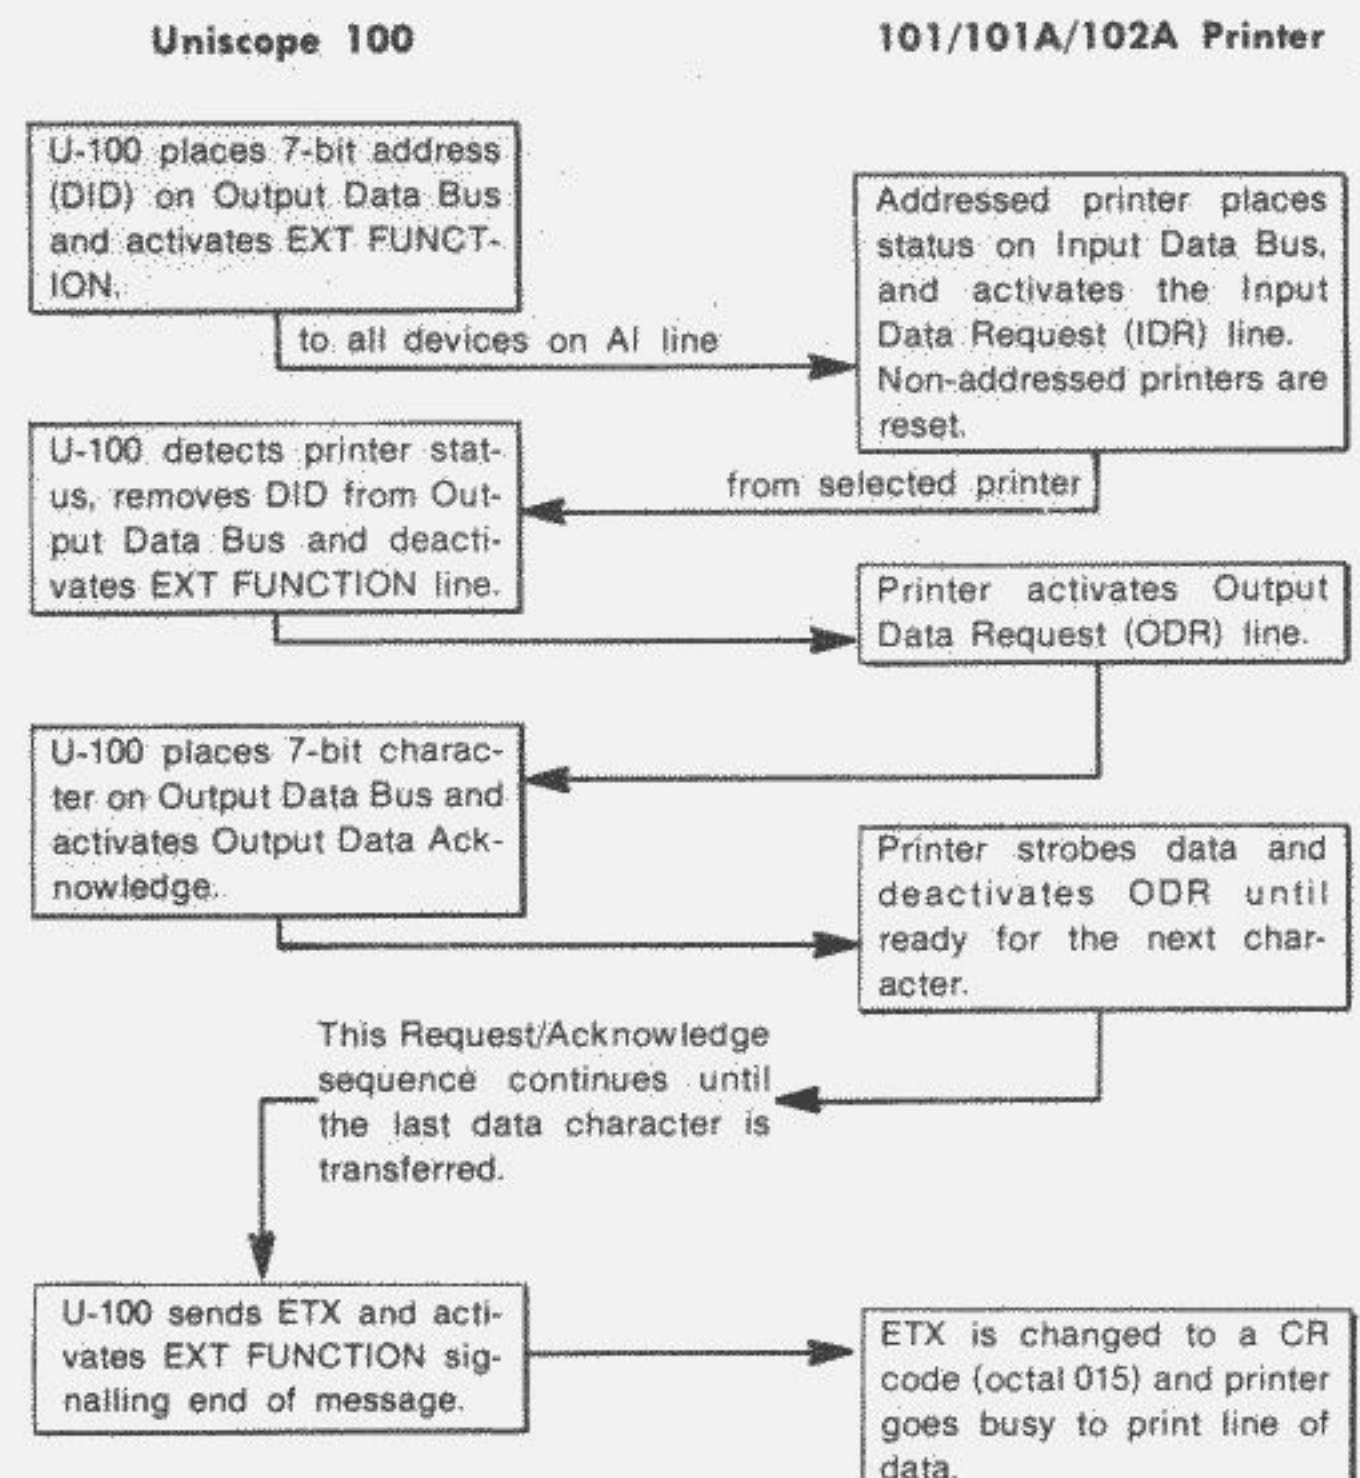 Uniscope 100
101/101A/102A Printer
U-100 places 7-bit address
(DID) on Output Data Bus
and activates EXT FUNCT-
ION.
to all devices on AI line
Addressed printer places
status on Input Data Bus,
and activates the Input
Data Request (IDR) line.
Non-addressed printers are
reset.
from selected printer
U-100 detects printer stat-
us, removes DID from Out-
put Data Bus and deacti-
vates EXT FUNCTION line.
Printer activates Output
Data Request (ODR) line.
U-100 places 7-bit charac-
ter on Output Data Bus and
activates Output Data Ack-
nowledge.
Printer strobes data and
deactivates ODR until
ready for the next char-
acter.
This Request/Acknowledge
sequence continues until
the last data character is
transferred.
U-100 sends ETX and acti-
vates EXT FUNCTION sig-
nalling end of message.
ETX is changed to a CR
code (octal 015) and printer
goes busy to print line of
data.